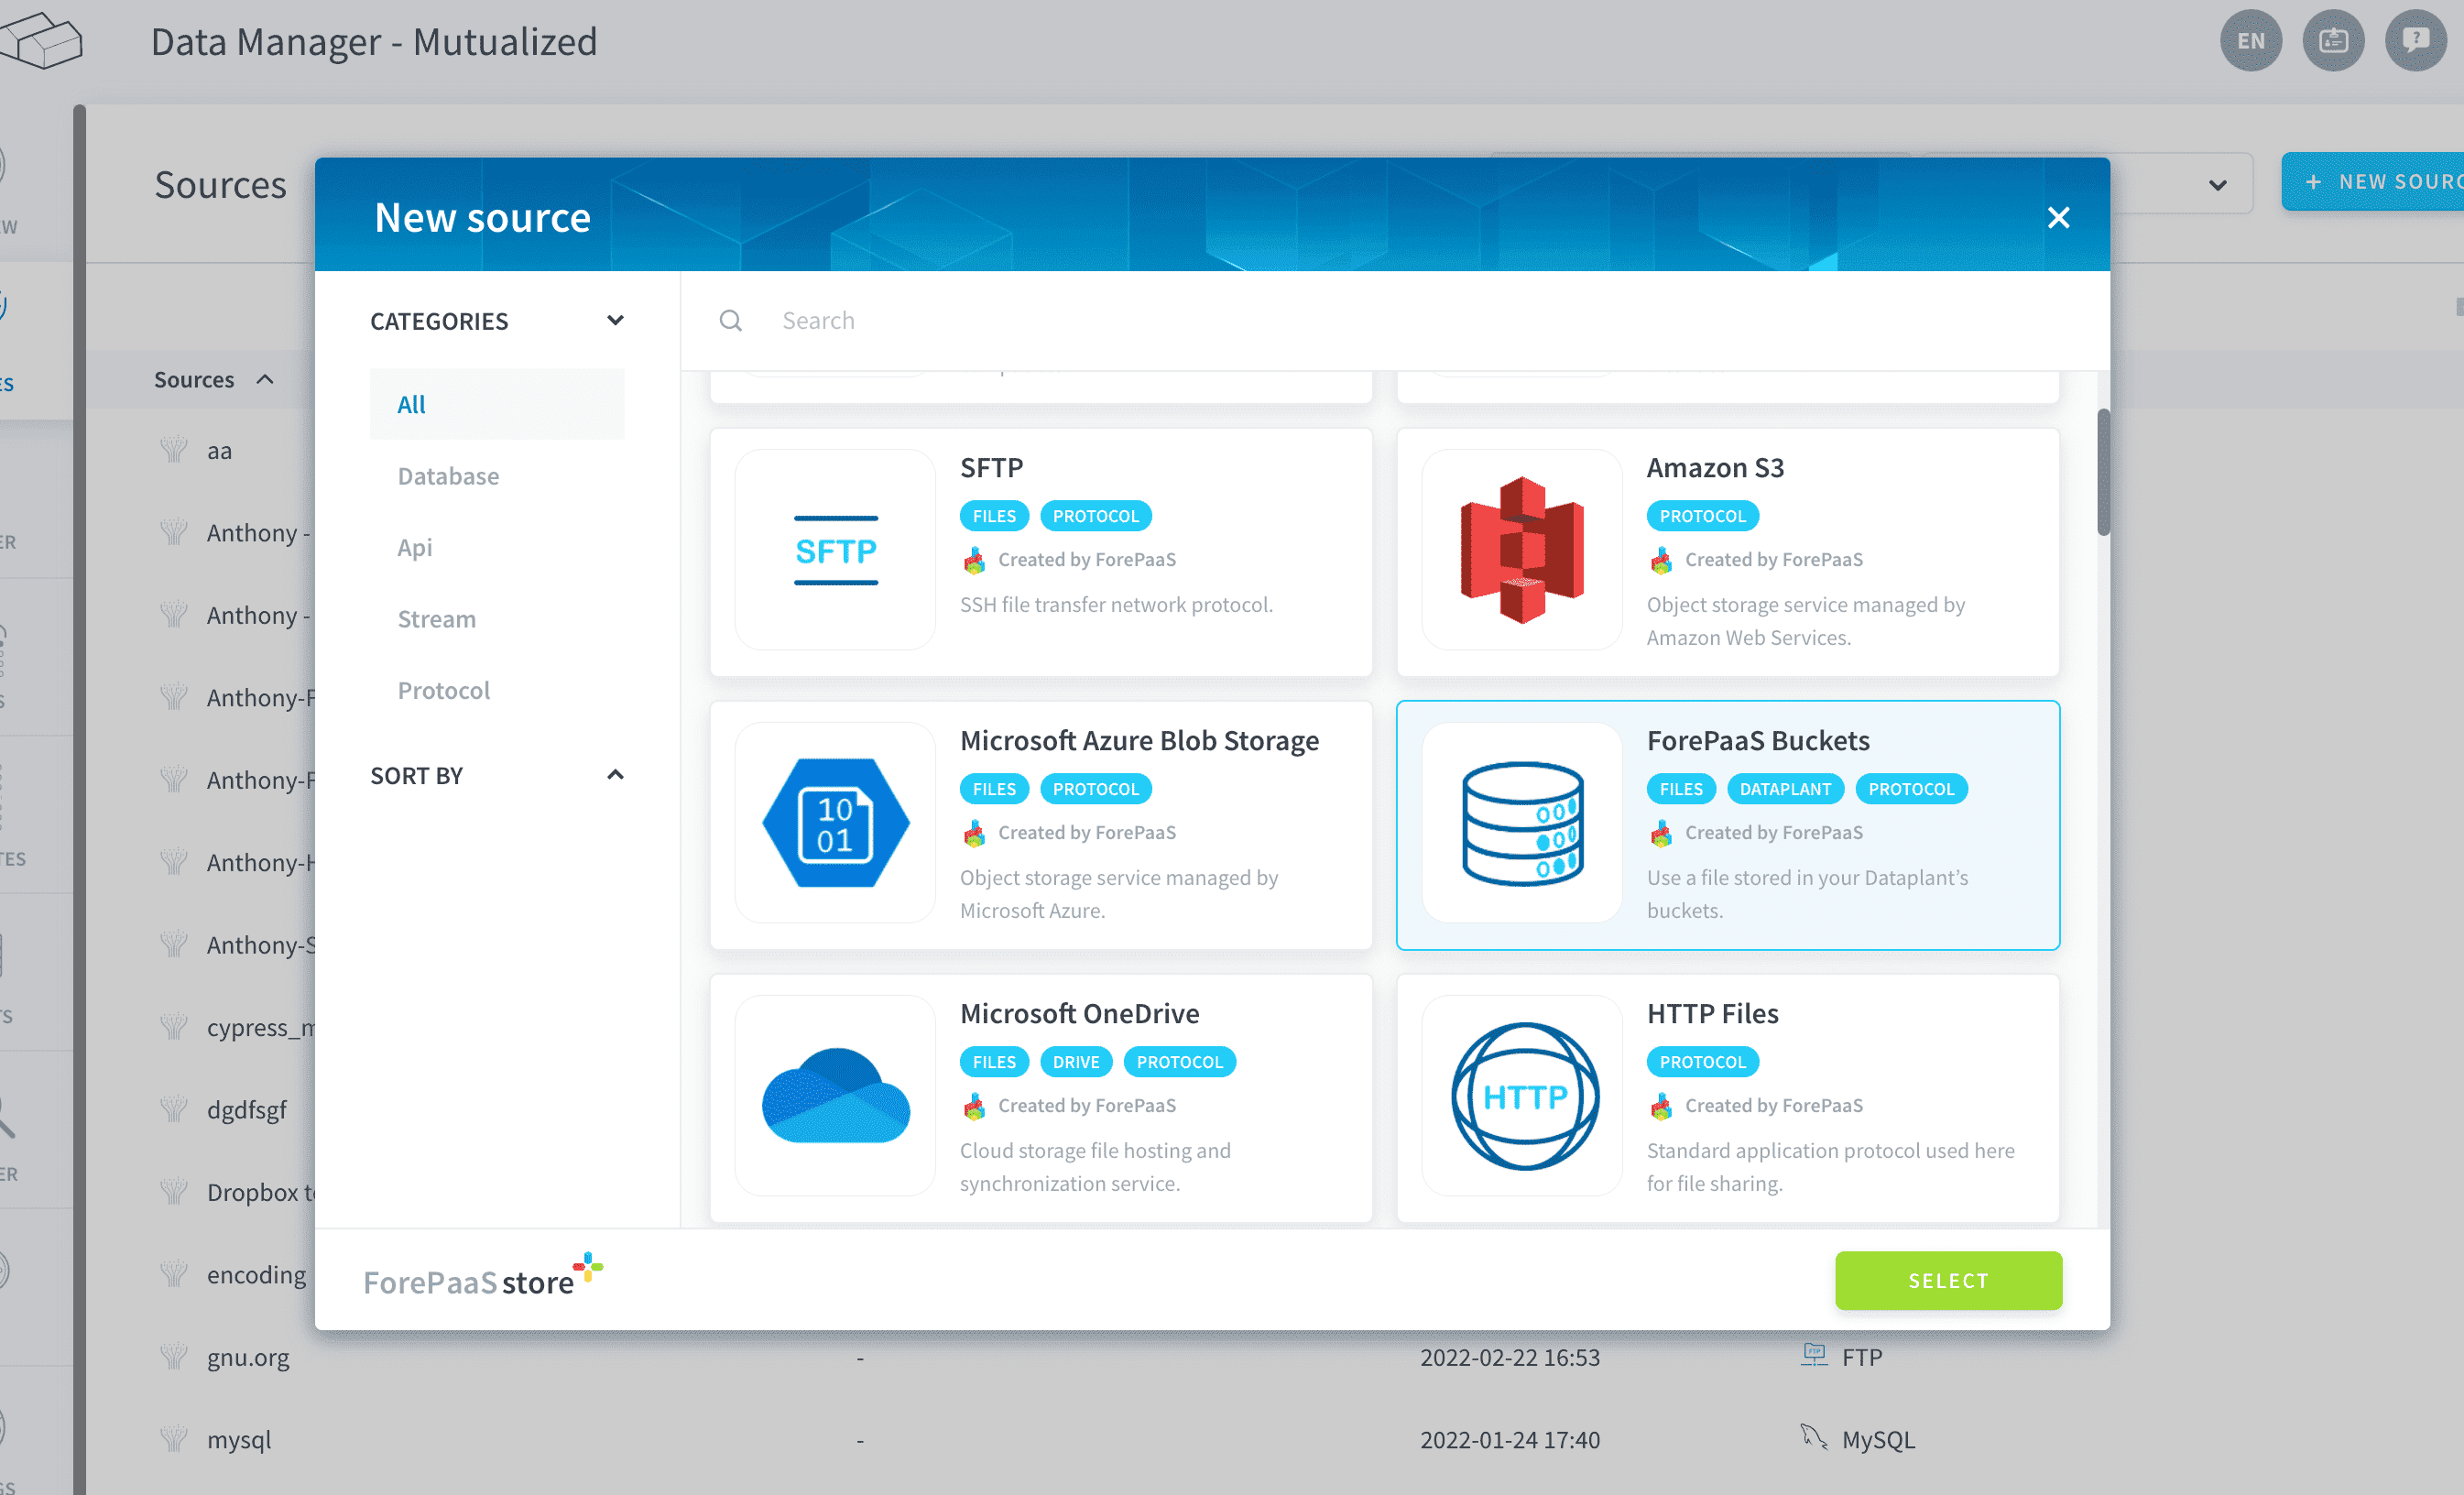 Data Manager - Mutualized
EN
Sources
+ NEW SOURC
New source
CATEGORIES
All
Database
Api
Stream
Protocol
SORT BY
Search
SFTP
SFTP
FILES PROTOCOL
Created by ForePaaS
SSH file transfer network protocol.
Amazon S3
PROTOCOL
Created by ForePaaS
Object storage service managed by
Amazon Web Services.
10
01
Microsoft Azure Blob Storage
FILES PROTOCOL
Created by ForePaaS
Object storage service managed by
Microsoft Azure.
ForePaaS Buckets
FILES DATAPLANT PROTOCOL
Created by ForePaaS
Use a file stored in your Dataplant’s
buckets.
Microsoft OneDrive
FILES DRIVE PROTOCOL
Created by ForePaaS
Cloud storage file hosting and
synchronization service.
HTTP
HTTP Files
PROTOCOL
Created by ForePaaS
Standard application protocol used here
for file sharing.
ForePaaS store
SELECT
Sources
aa
Anthony -
Anthony -
Anthony-F
Anthony-F
Anthony-H
Anthony-S
cypress_m
dgdfsgf
Dropbox t
encoding
gnu.org - 2022-02-22 16:53 FTP FTP
mysql - 2022-01-24 17:40 MySQL